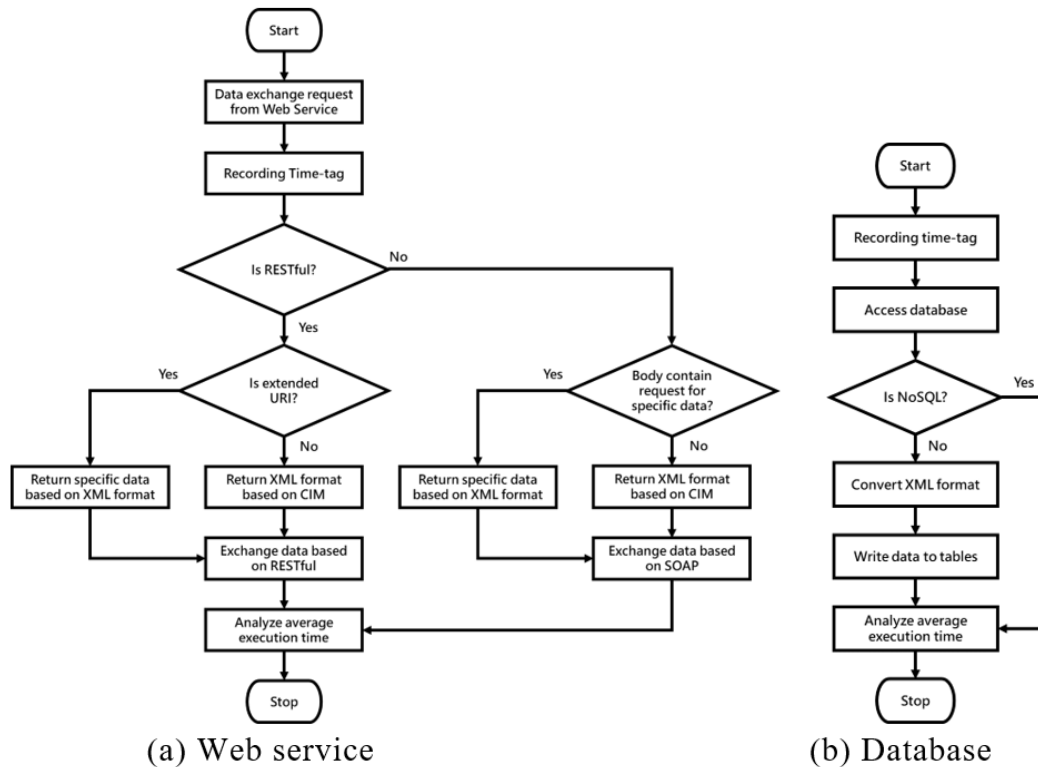 Start
Data exchange request
from Web Service
Recording Time-tag
Is RESTful?
No
Yes
Yes
Is extended
URI?
No
Return specific data
based on XML format
Return XML format
based on CIM
Exchange data based
on RESTful
Yes
Body contain
request for
specific data?
No
Return specific data
based on XML format
Return XML format
based on CIM
Exchange data based
on SOAP
Analyze average
execution time
Stop
(a) Web service
Start
Recording time-tag
Access database
Is NoSQL?
Yes
No
Convert XML format
Write data to tables
Analyze average
execution time
Stop
(b) Database